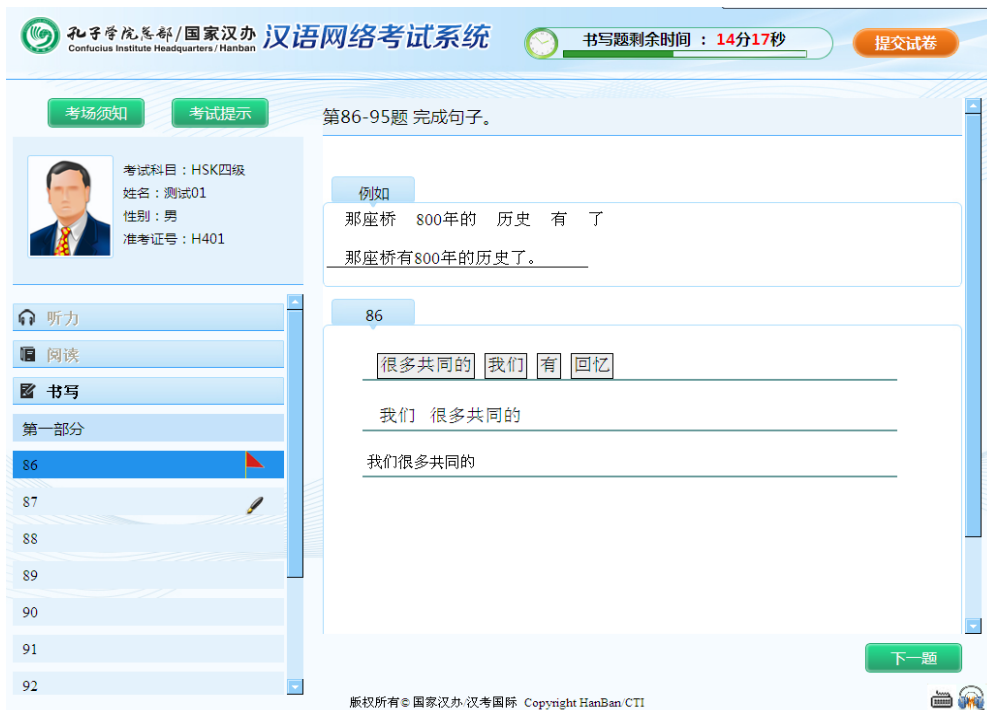 孔子学院总部/国家汉办
Confucius Institute Headquarters/Hanban
汉语网络考试系统
书写题剩余时间 : 14分17秒
提交试卷
考场须知
考试提示
考试科目:HSK四级
姓名:测试01
性别:男
准考证号:H401
听力
阅读
书写
第一部分
86
87
88
89
90
91
92
第86-95题 完成句子。
例如
那座桥 800年的 历史 有 了
那座桥有800年的历史了。
86
很多共同的 我们 有 回忆
我们 很多共同的
我们很多共同的
下一题
版权所有© 国家汉办/汉考国际 Copyright HanBan/CTI